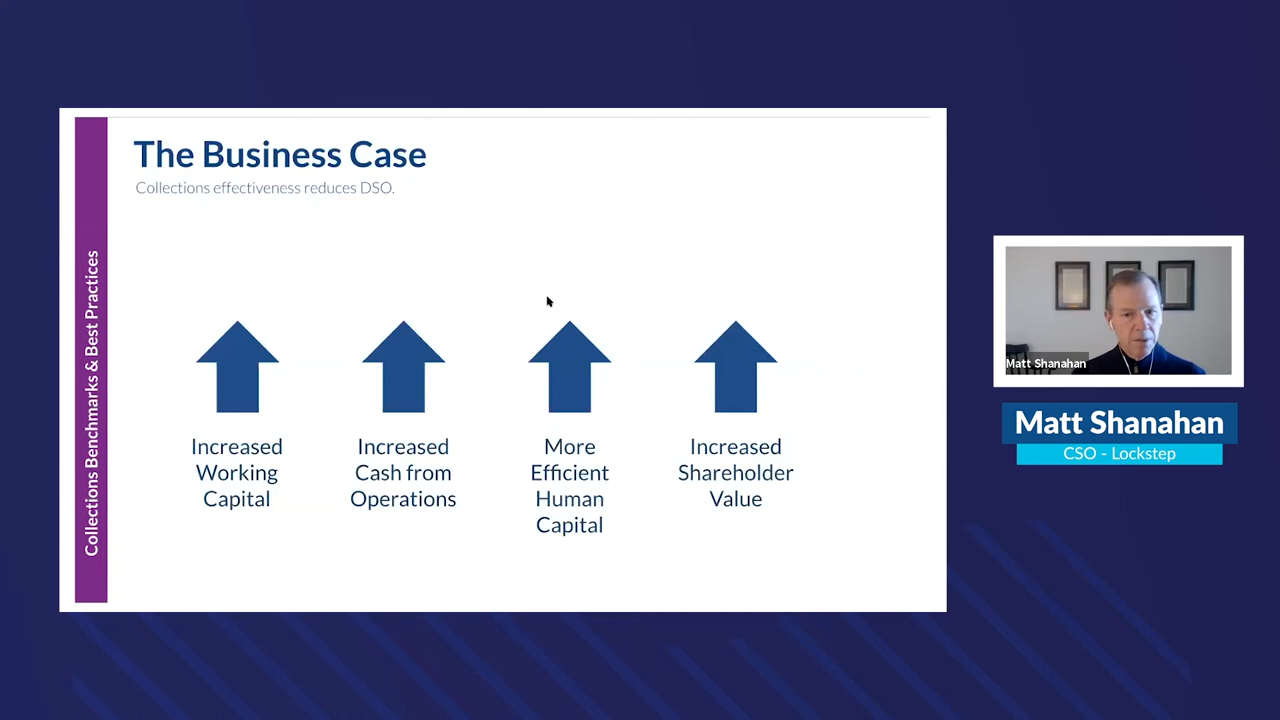 The Business Case
Collections effectiveness reduces DSO.
Collections Benchmarks & Best Practices
Increased
Working
Capital
Increased
Cash from
Operations
More
Efficient
Human
Capital
Increased
Shareholder
Value
Matt Shanahan
Matt Shanahan
CSO - Lockstep